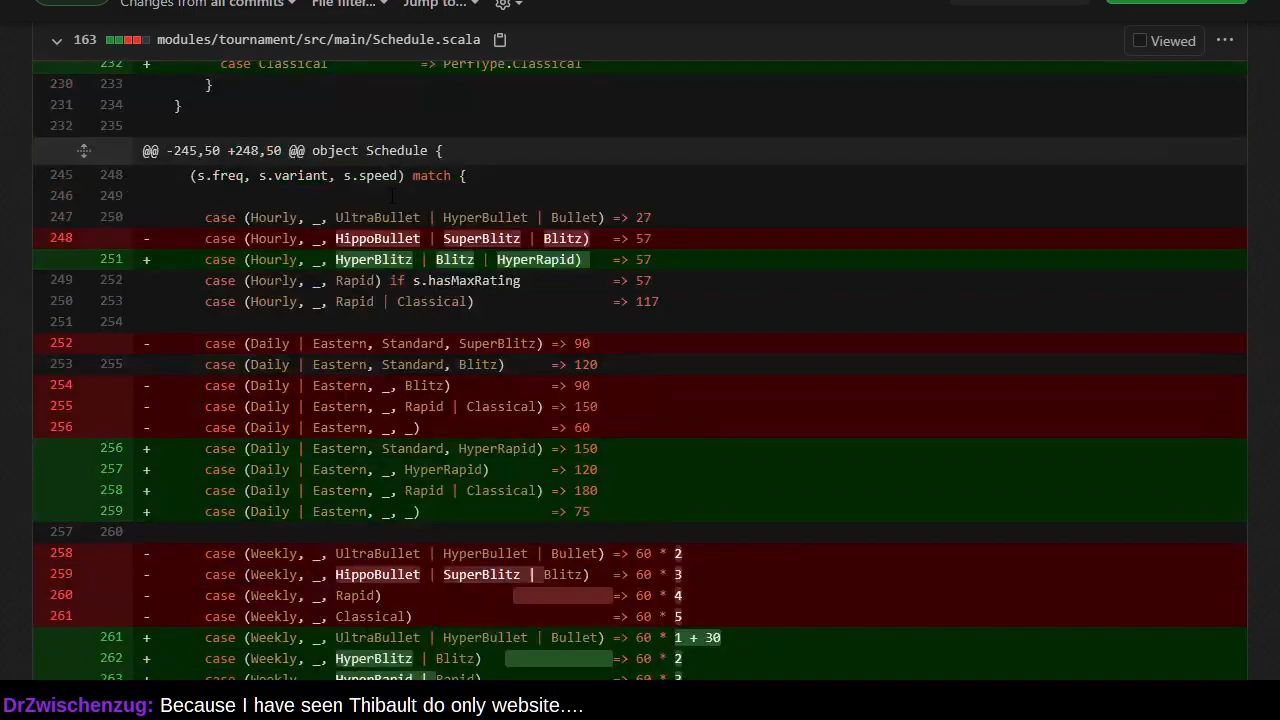 Changes from all commits File filter... Jump to...
163 modules/tournament/src/main/Schedule.scala Viewed ...
232 + case Classical => PerfType.Classical
230 233 }
231 234 }
232 235
@@ -245,50 +248,50 @@ object Schedule {
245 248 (s.freq, s.variant, s.speed) match {
246 249
247 250 case (Hourly, _, UltraBullet | HyperBullet | Bullet) => 27
248 - case (Hourly, _, HippoBullet | SuperBlitz | Blitz) => 57
251 + case (Hourly, _, HyperBlitz | Blitz | HyperRapid) => 57
249 252 case (Hourly, _, Rapid) if s.hasMaxRating => 57
250 253 case (Hourly, _, Rapid | Classical) => 117
251 254
252 - case (Daily | Eastern, Standard, SuperBlitz) => 90
253 255 case (Daily | Eastern, Standard, Blitz) => 120
254 - case (Daily | Eastern, _, Blitz) => 90
255 - case (Daily | Eastern, _, Rapid | Classical) => 150
256 - case (Daily | Eastern, _, _) => 60
256 + case (Daily | Eastern, Standard, HyperRapid) => 150
257 + case (Daily | Eastern, _, HyperRapid) => 120
258 + case (Daily | Eastern, _, Rapid | Classical) => 180
259 + case (Daily | Eastern, _, _) => 75
257 260
258 - case (Weekly, _, UltraBullet | HyperBullet | Bullet) => 60 * 2
259 - case (Weekly, _, HippoBullet | SuperBlitz | Blitz) => 60 * 3
260 - case (Weekly, _, Rapid) => 60 * 4
261 - case (Weekly, _, Classical) => 60 * 5
261 + case (Weekly, _, UltraBullet | HyperBullet | Bullet) => 60 * 1 + 30
262 + case (Weekly, _, HyperBlitz | Blitz) => 60 * 2
263 + case (Weekly, _, HyperRapid | Rapid) => 60 * 3
DrZwischenzug: Because I have seen Thibault do only website....